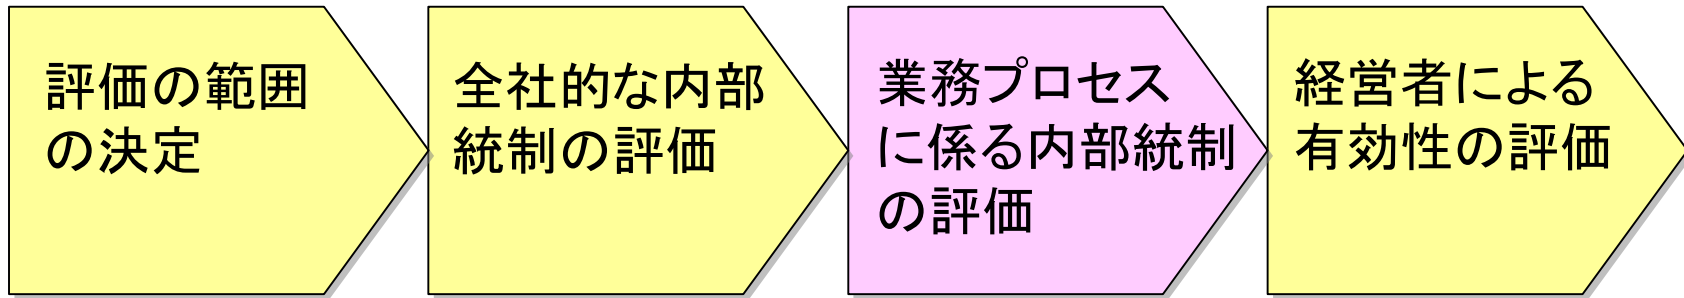 評価の範囲
の決定
全社的な内部
統制の評価
業務プロセス
に係る内部統制
の評価
経営者による
有効性の評価